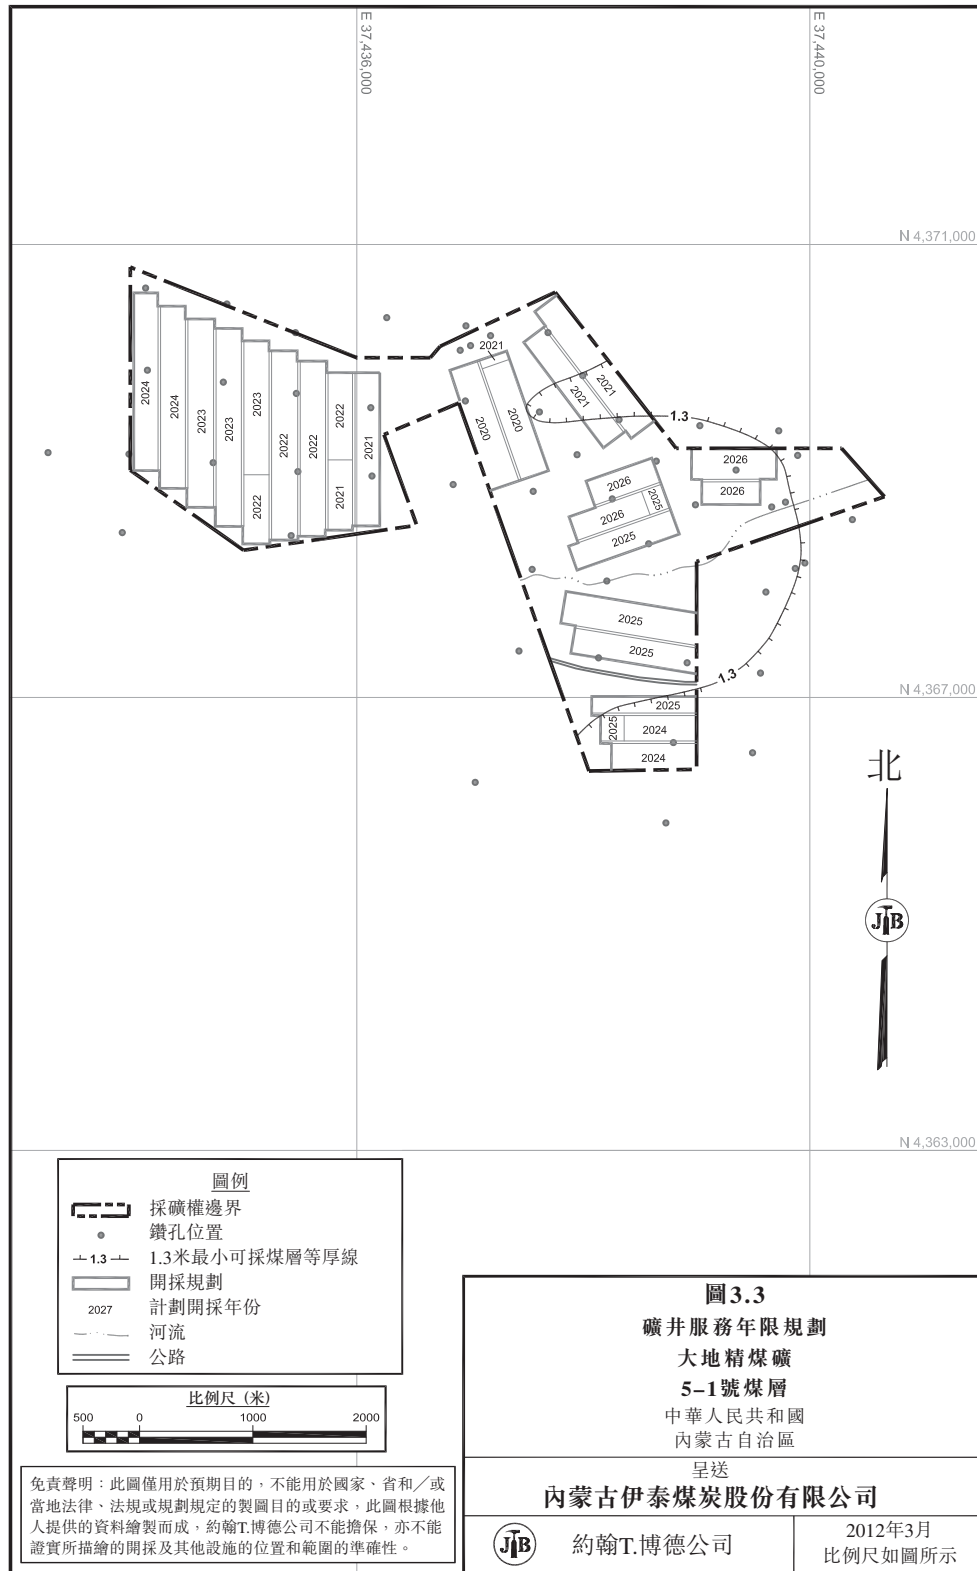 E 37,436,000
E 37,440,000
N 4,371,000
2024
2024
2023
2023
2023
2022
2022
2022
2022
2021
2021
2021
2020
2020
2021
2021
1.3
2026
2026
2026
2025
2026
2025
2025
2025
1.3
N 4,367,000
2025
2025
2024
2024
北
JTB
N 4,363,000
圖例
採礦權邊界
鑽孔位置
1.3 1.3米最小可採煤層等厚線
開採規劃
2027 計劃開採年份
河流
公路
比例尺 (米)
500 0 1000 2000
免責聲明：此圖僅用於預期目的，不能用於國家、省和／或
當地法律、法規或規劃規定的製圖目的或要求，此圖根據他
人提供的資料繪製而成，約翰T.博德公司不能擔保，亦不能
證實所描繪的開採及其他設施的位置和範圍的準確性。
圖3.3
礦井服務年限規劃
大地精煤礦
5–1號煤層
中華人民共和國
內蒙古自治區
呈送
內蒙古伊泰煤炭股份有限公司
JTB 約翰T.博德公司
2012年3月
比例尺如圖所示